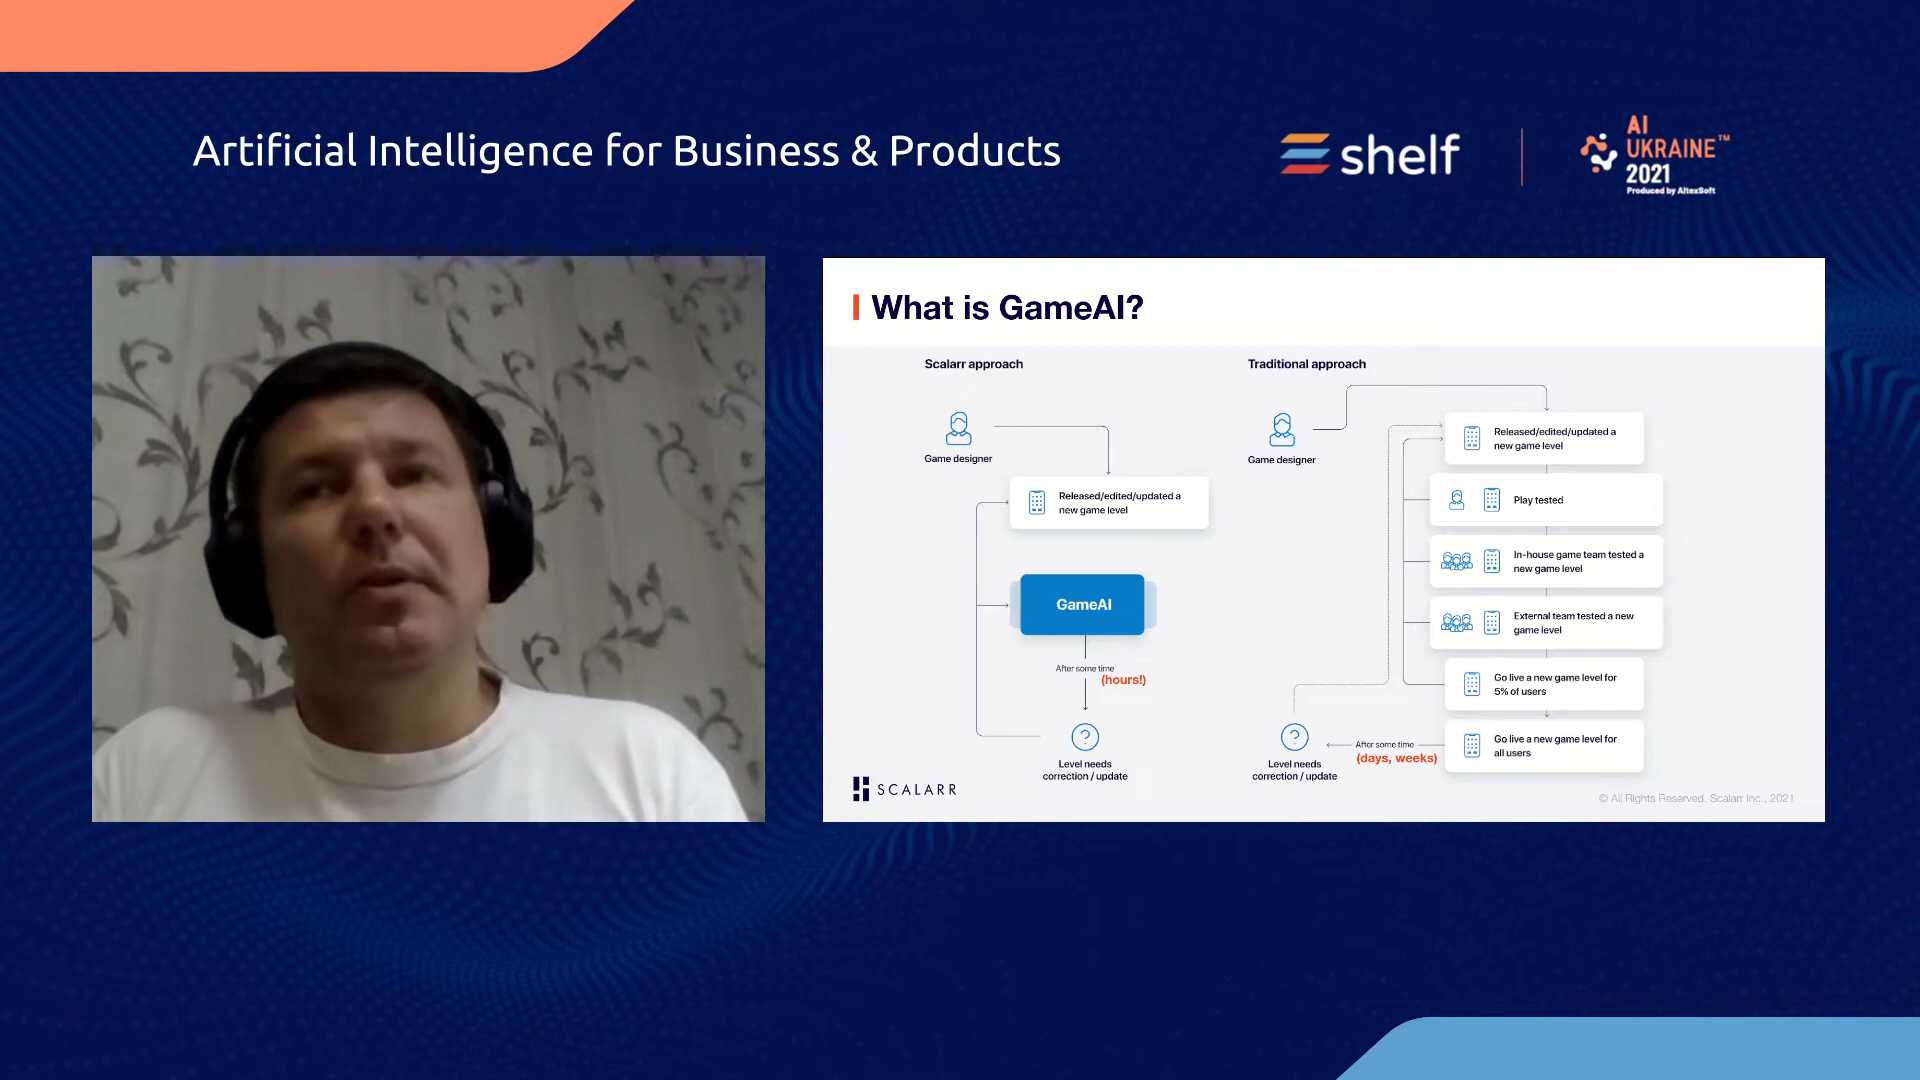 Artificial Intelligence for Business & Products
shelf
AI
UKRAINE™
2021
Produced by AltexSoft
What is GameAI?
Scalarr approach
Game designer
Released/edited/updated a
new game level
GameAI
After some time
(hours!)
Level needs
correction / update
SCALARR
Traditional approach
Game designer
Released/edited/updated a
new game level
Play tested
In-house game team tested a
new game level
External team tested a new
game level
Go live a new game level for
5% of users
Go live a new game level for
all users
After some time
(days, weeks)
Level needs
correction / update
© All Rights Reserved. Scalarr Inc., 2021